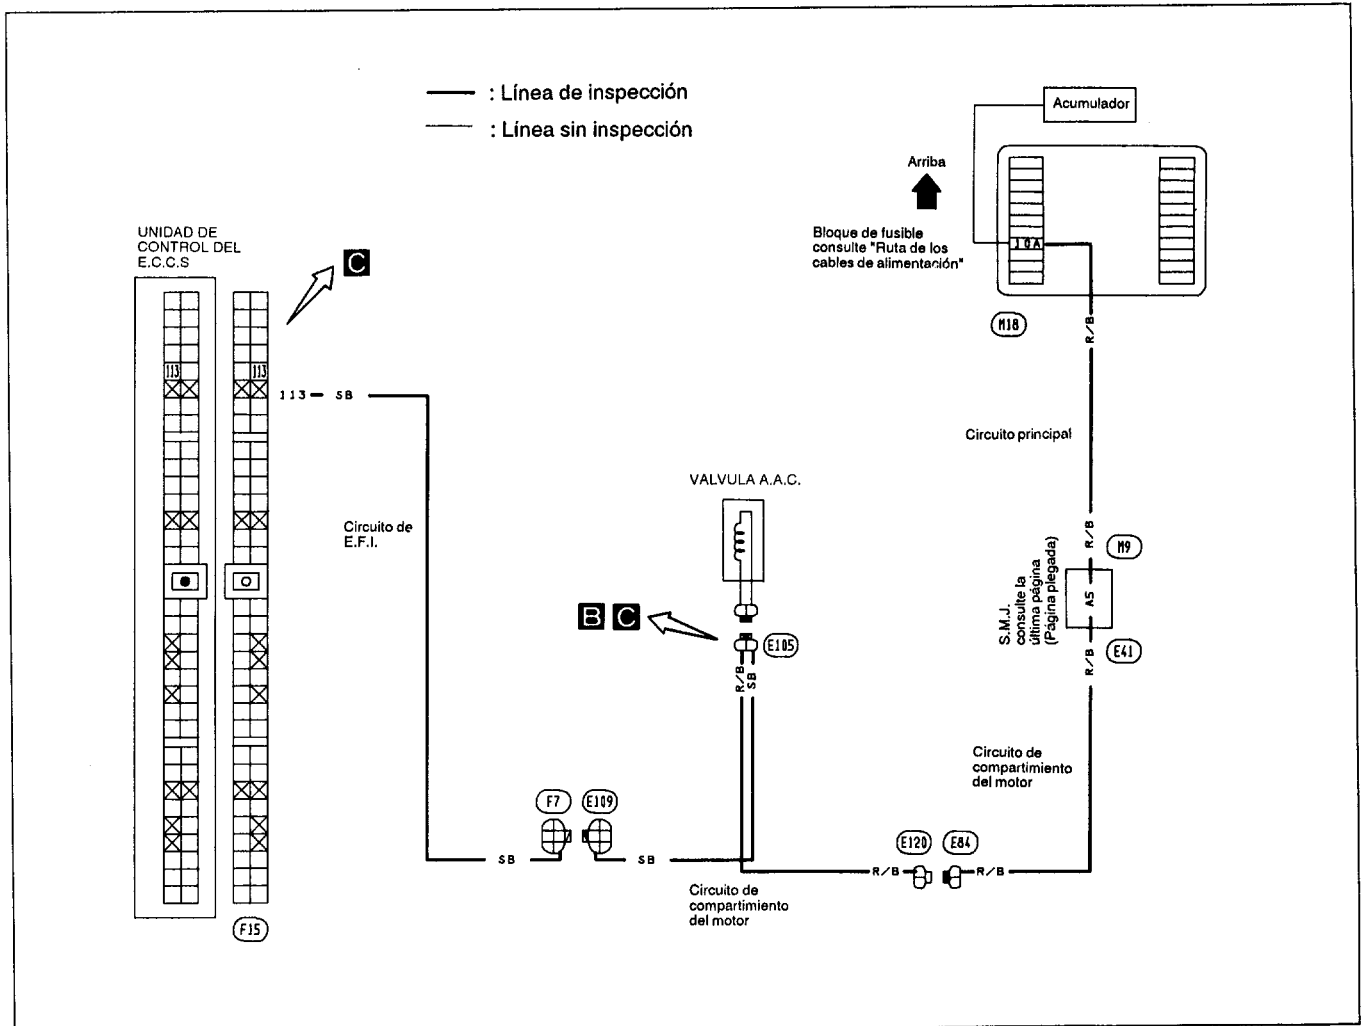 : Línea de inspección
: Línea sin inspección
Acumulador
Arriba
Bloque de fusible
consulte "Ruta de los
cables de alimentación"
10A
M18
R/B
Circuito principal
R/B
M9
S.M.J.
consulte la
última página
(Página plegada)
A5
E41
R/B
UNIDAD DE
CONTROL DEL
E.C.C.S
C
113
113
113
SB
Circuito de
E.F.I.
VALVULA A.A.C.
B C
E105
R/B
SB
Circuito de
compartimiento
del motor
F7
E109
SB
SB
E120
E84
R/B
R/B
Circuito de
compartimiento
del motor
F15